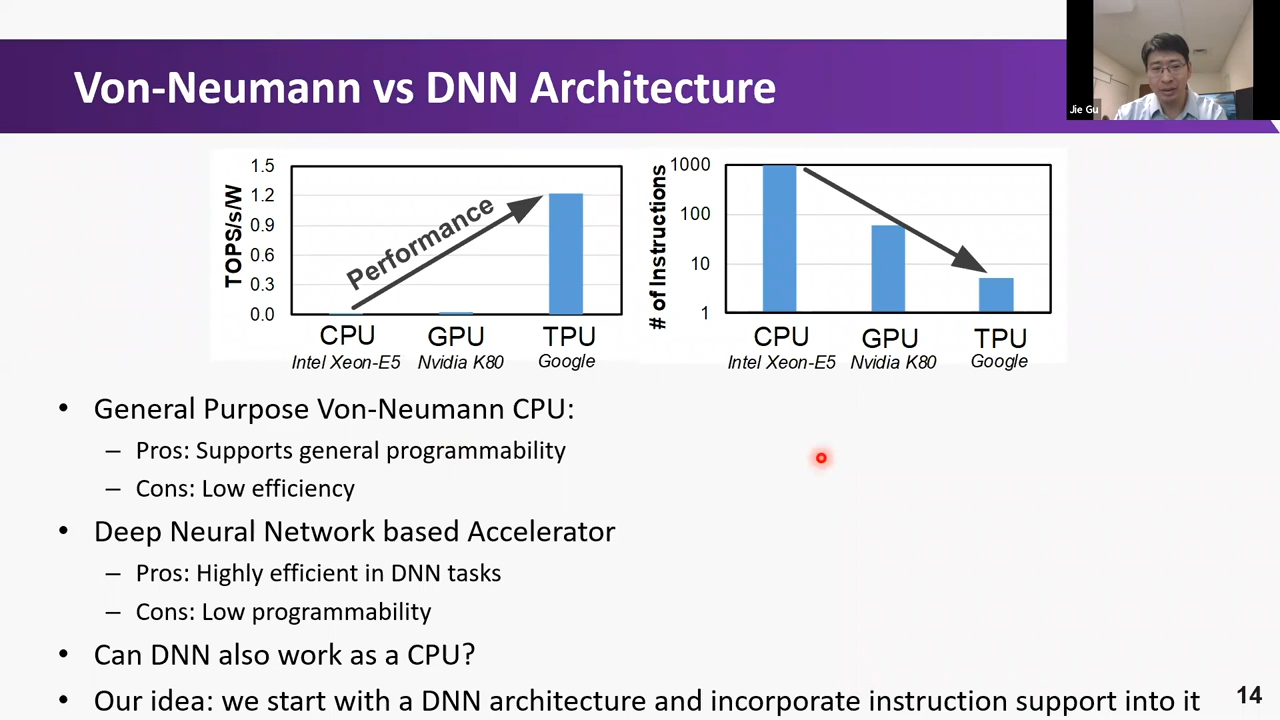 Von-Neumann vs DNN Architecture
Jie Gu
TOPS/s/W
1.5
1.2
0.9
0.6
0.3
0.0
Performance
CPU
GPU
TPU
Intel Xeon-E5
Nvidia K80
Google
# of Instructions
1000
100
10
1
CPU
GPU
TPU
Intel Xeon-E5
Nvidia K80
Google
• General Purpose Von-Neumann CPU:
– Pros: Supports general programmability
– Cons: Low efficiency
• Deep Neural Network based Accelerator
– Pros: Highly efficient in DNN tasks
– Cons: Low programmability
• Can DNN also work as a CPU?
• Our idea: we start with a DNN architecture and incorporate instruction support into it
14